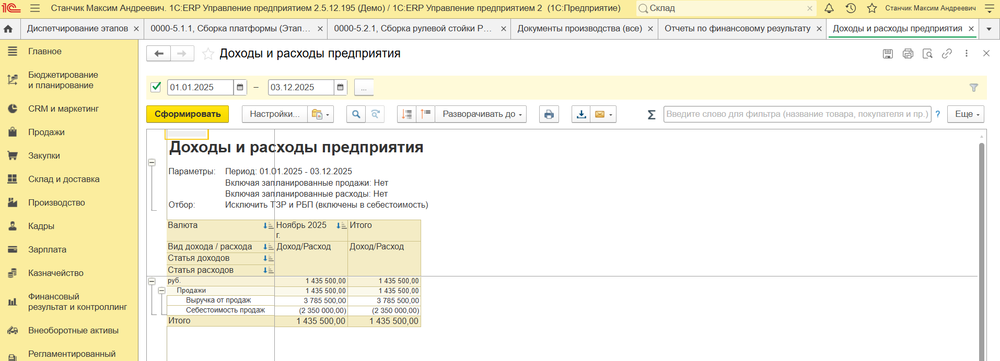 1С Станчик Максим Андреевич. 1С:ERP Управление предприятием 2.5.12.195 (Демо) / 1С:ERP Управление предприятием 2 (1С:Предприятие) Склад Станчик Максим Андреевич
Диспетчирование этапов 0000-5.1.1, Сборка платформы (Этап... 0000-5.2.1, Сборка рулевой стойки Р... Документы производства (все) Отчеты по финансовому результату Доходы и расходы предприятия
Главное
Бюджетирование
и планирование
CRM и маркетинг
Продажи
Закупки
Склад и доставка
Производство
Кадры
Зарплата
Казначейство
Финансовый
результат и контроллинг
Внеоборотные активы
Регламентированный
Доходы и расходы предприятия
01.01.2025 – 03.12.2025 ...
Сформировать Настройки... Разворачивать до Σ Введите слово для фильтра (название товара, покупателя и пр.) ? Еще
Доходы и расходы предприятия
Параметры: Период: 01.01.2025 - 03.12.2025
Включая запланированные продажи: Нет
Включая запланированные расходы: Нет
Отбор: Исключить ТЗР и РБП (включены в себестоимость)
Валюта Ноябрь 2025 Итого
г.
Вид дохода / расхода Доход/Расход Доход/Расход
Статья доходов
Статья расходов
руб. 1 435 500,00 1 435 500,00
Продажи 1 435 500,00 1 435 500,00
Выручка от продаж 3 785 500,00 3 785 500,00
Себестоимость продаж (2 350 000,00) (2 350 000,00)
Итого 1 435 500,00 1 435 500,00